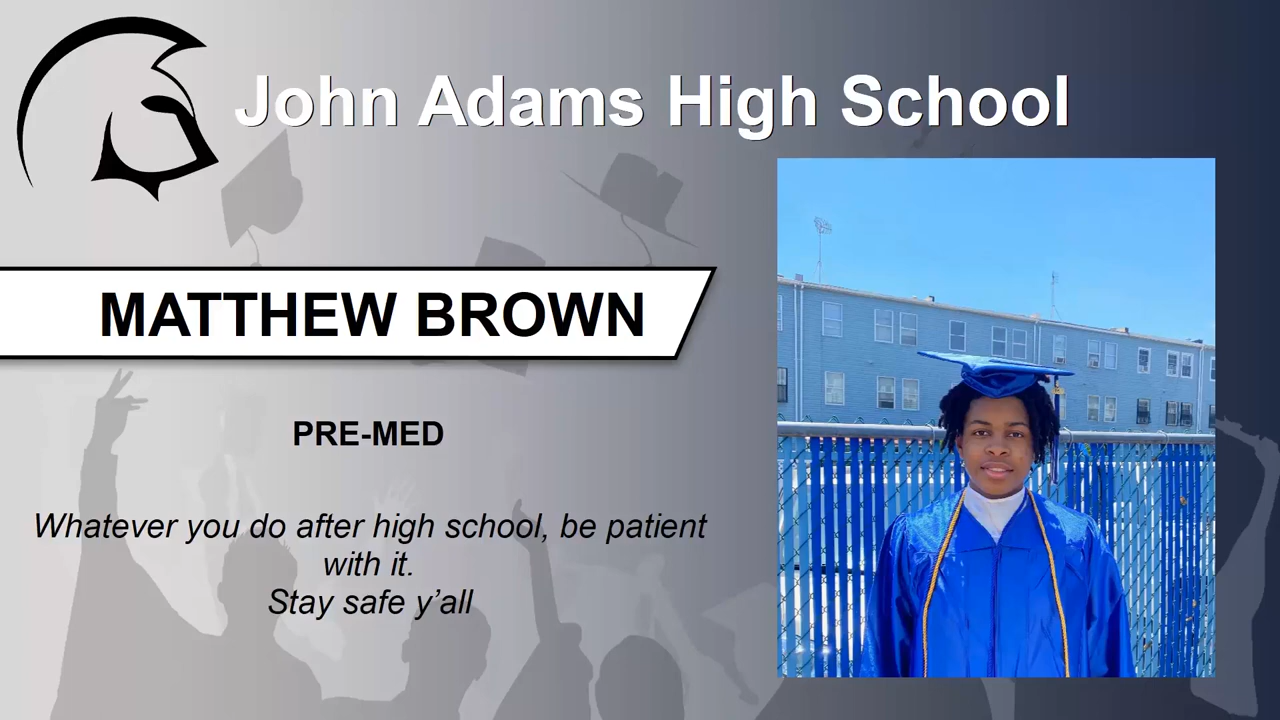 John Adams High School
MATTHEW BROWN
PRE-MED
Whatever you do after high school, be patient
with it.
Stay safe y’all